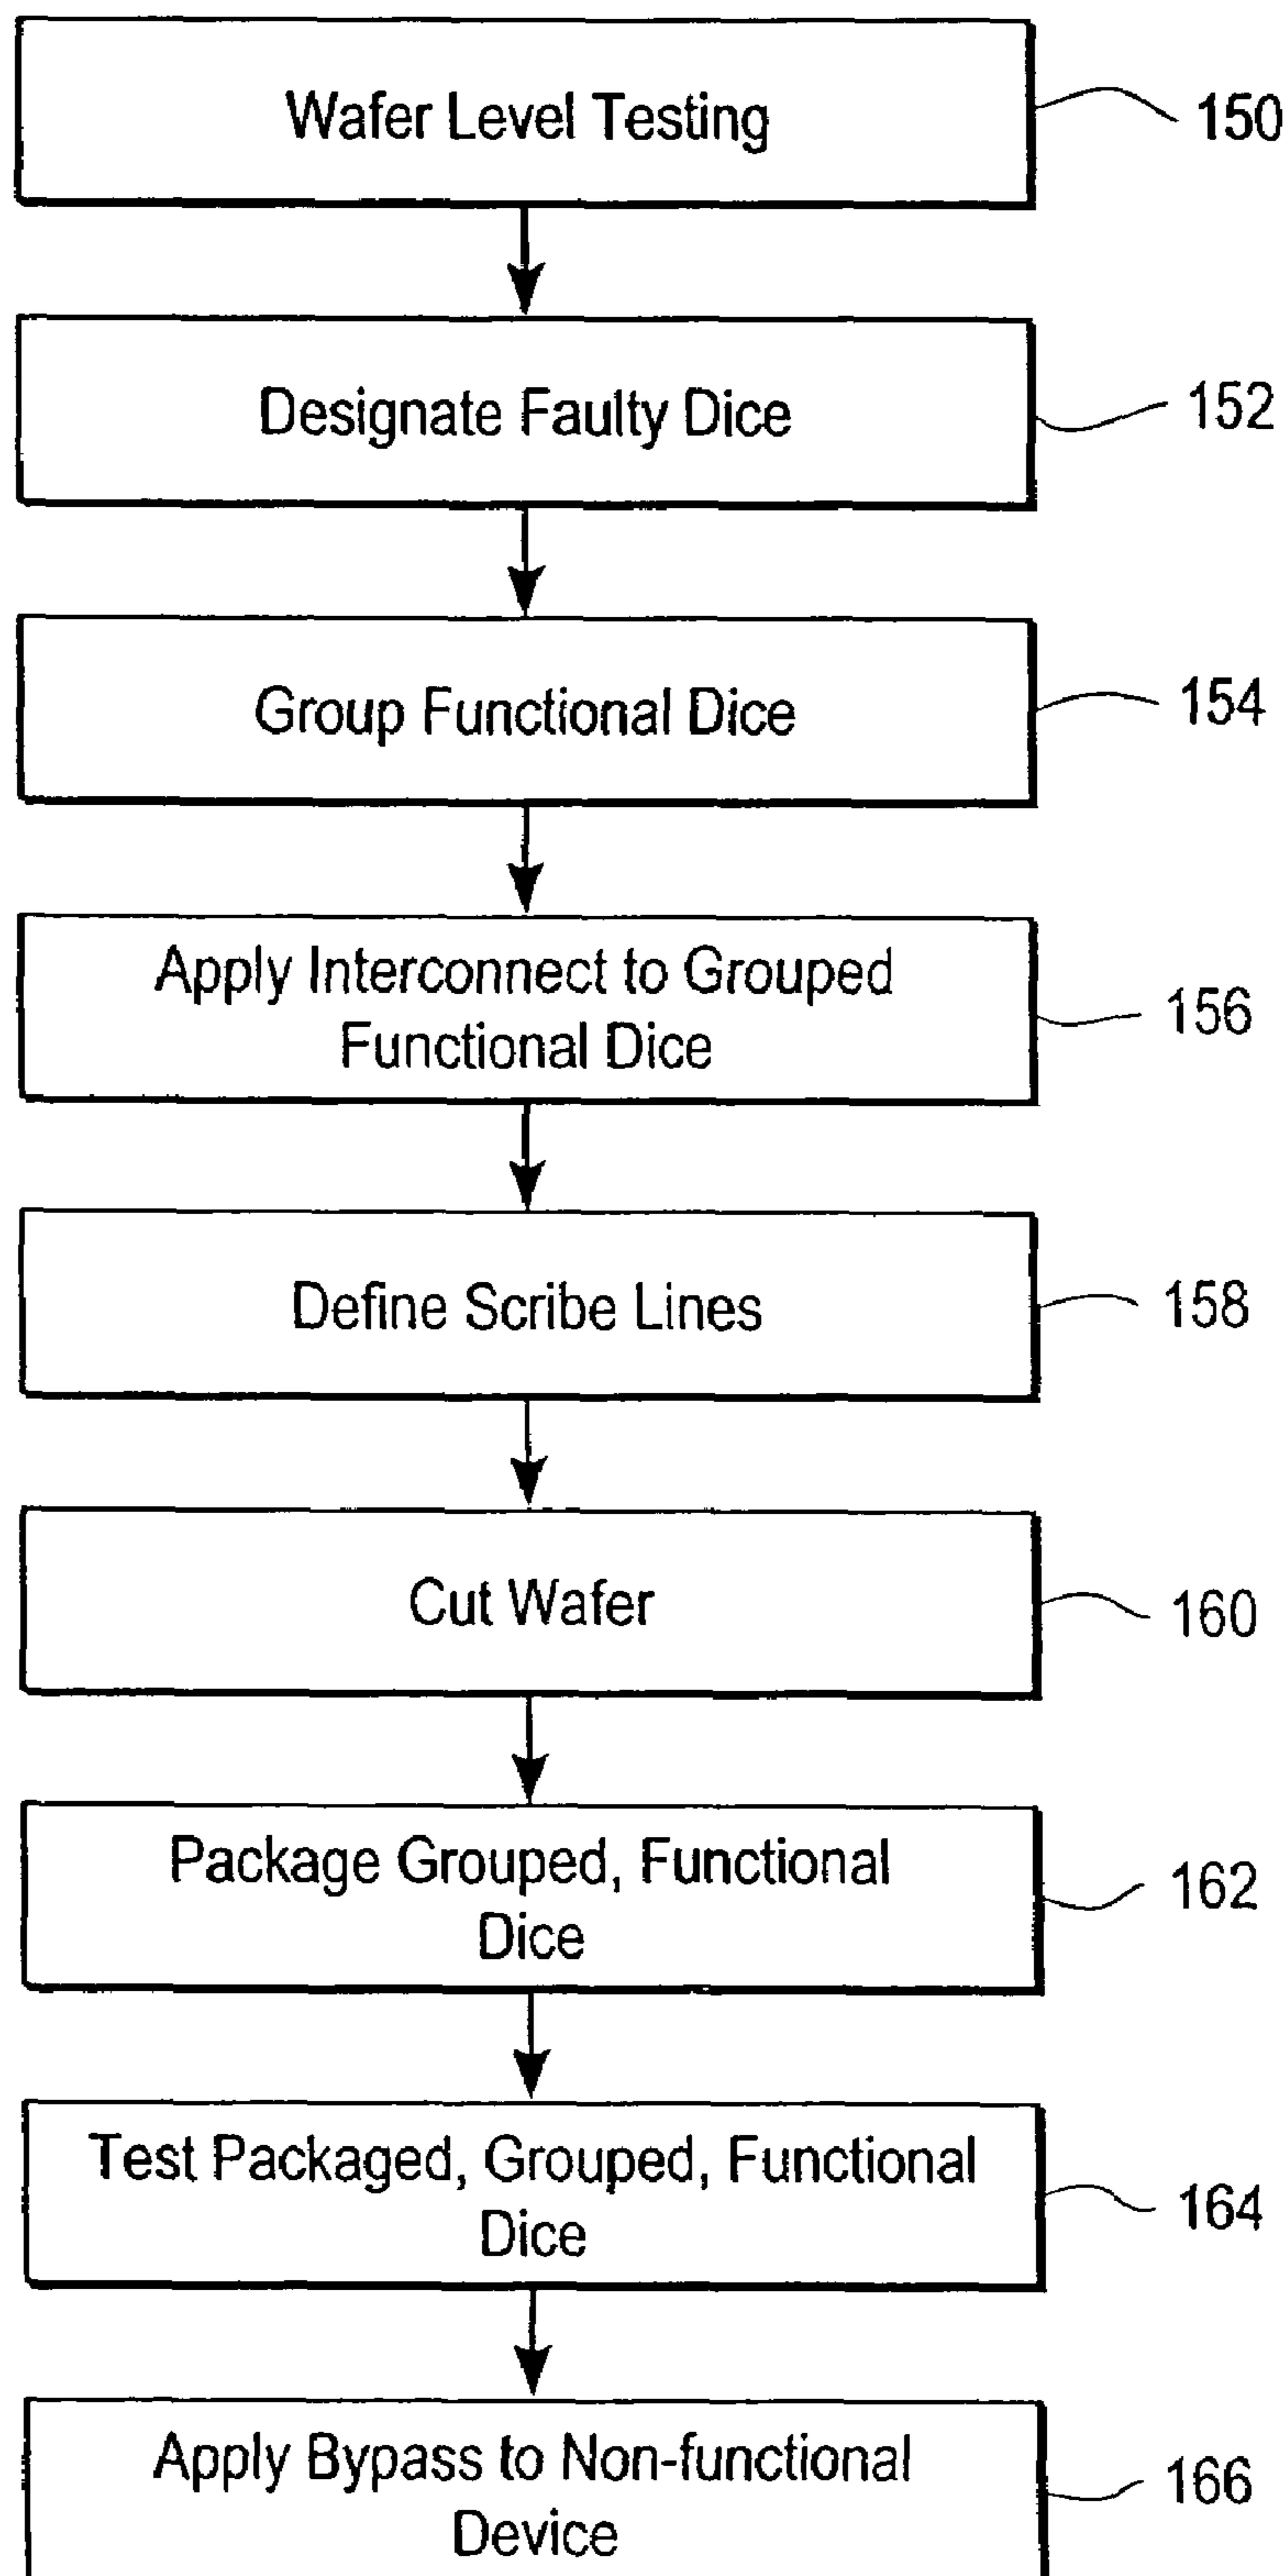 Wafer Level Testing
150
Designate Faulty Dice
152
Group Functional Dice
154
Apply Interconnect to Grouped
Functional Dice
156
Define Scribe Lines
158
Cut Wafer
160
Package Grouped, Functional
Dice
162
Test Packaged, Grouped, Functional
Dice
164
Apply Bypass to Non-functional
Device
166